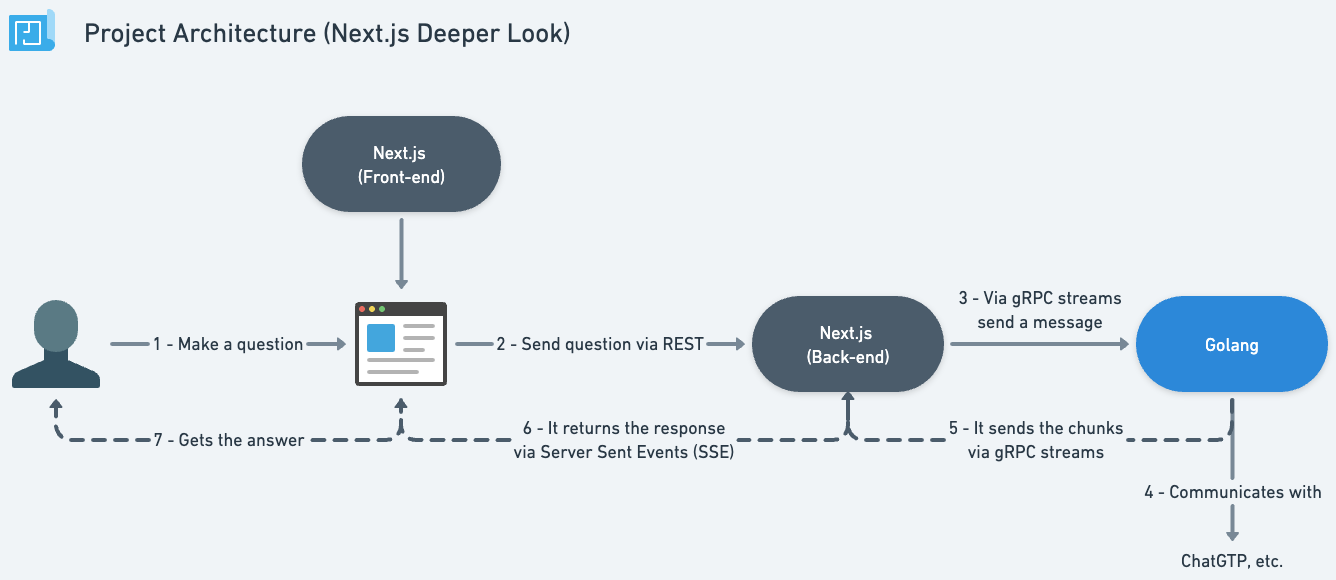 Project Architecture (Next.js Deeper Look)
Next.js
(Front-end)
1 - Make a question
2 - Send question via REST
Next.js
(Back-end)
3 - Via gRPC streams
send a message
Golang
7 - Gets the answer
6 - It returns the response
via Server Sent Events (SSE)
5 - It sends the chunks
via gRPC streams
4 - Communicates with
ChatGTP, etc.